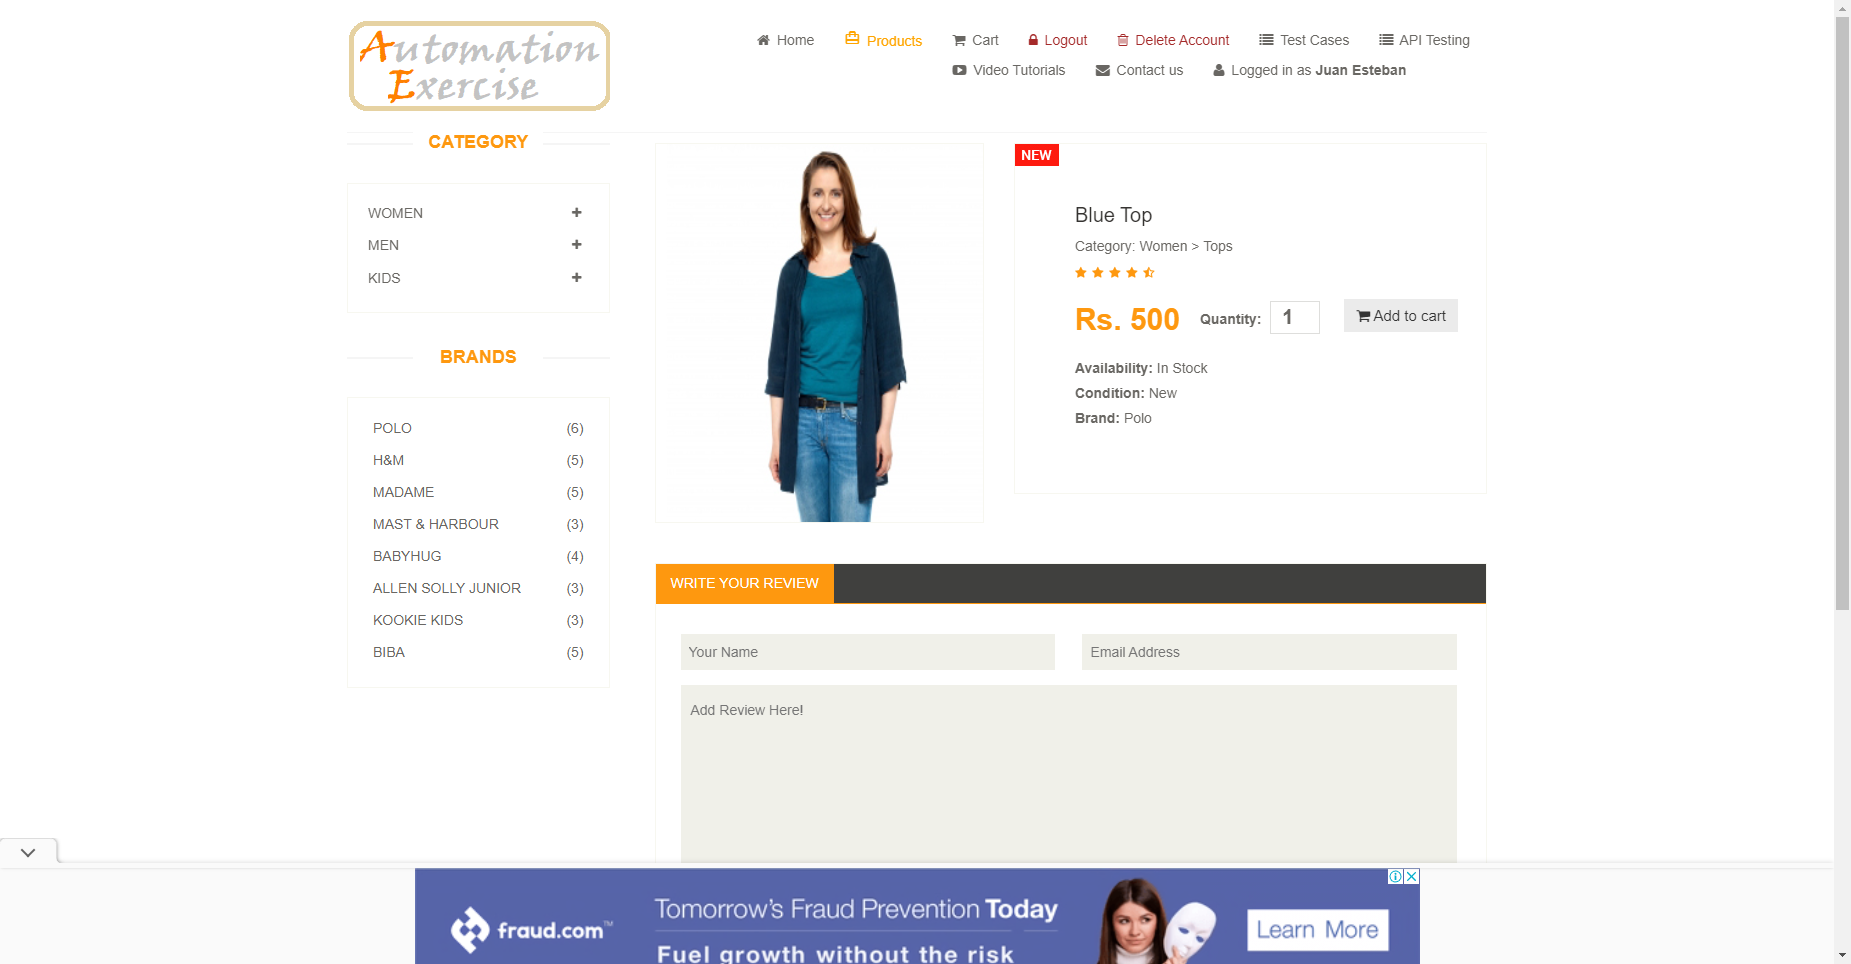 Automation
Exercise
Home
Products
Cart
Logout
Delete Account
Test Cases
API Testing
Video Tutorials
Contact us
Logged in as Juan Esteban
CATEGORY
WOMEN
MEN
KIDS
BRANDS
POLO (6)
H&M (5)
MADAME (5)
MAST & HARBOUR (3)
BABYHUG (4)
ALLEN SOLLY JUNIOR (3)
KOOKIE KIDS (3)
BIBA (5)
NEW
Blue Top
Category: Women > Tops
Rs. 500 Quantity: 1 Add to cart
Availability: In Stock
Condition: New
Brand: Polo
WRITE YOUR REVIEW
Your Name
Email Address
Add Review Here!
fraud.com™
Tomorrow's Fraud Prevention Today
Fuel growth without the risk
Learn More